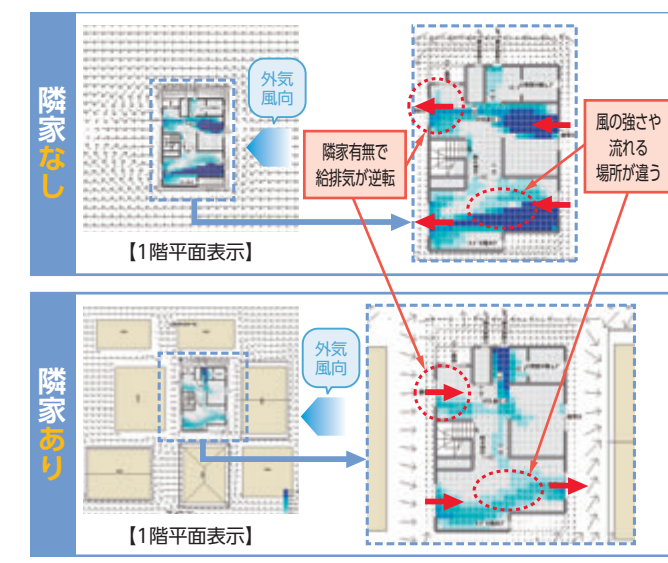 隣家なし
外気
風向
隣家有無で
給排気が逆転
風の強さや
流れる
場所が違う
【1階平面表示】
隣家あり
外気
風向
【1階平面表示】